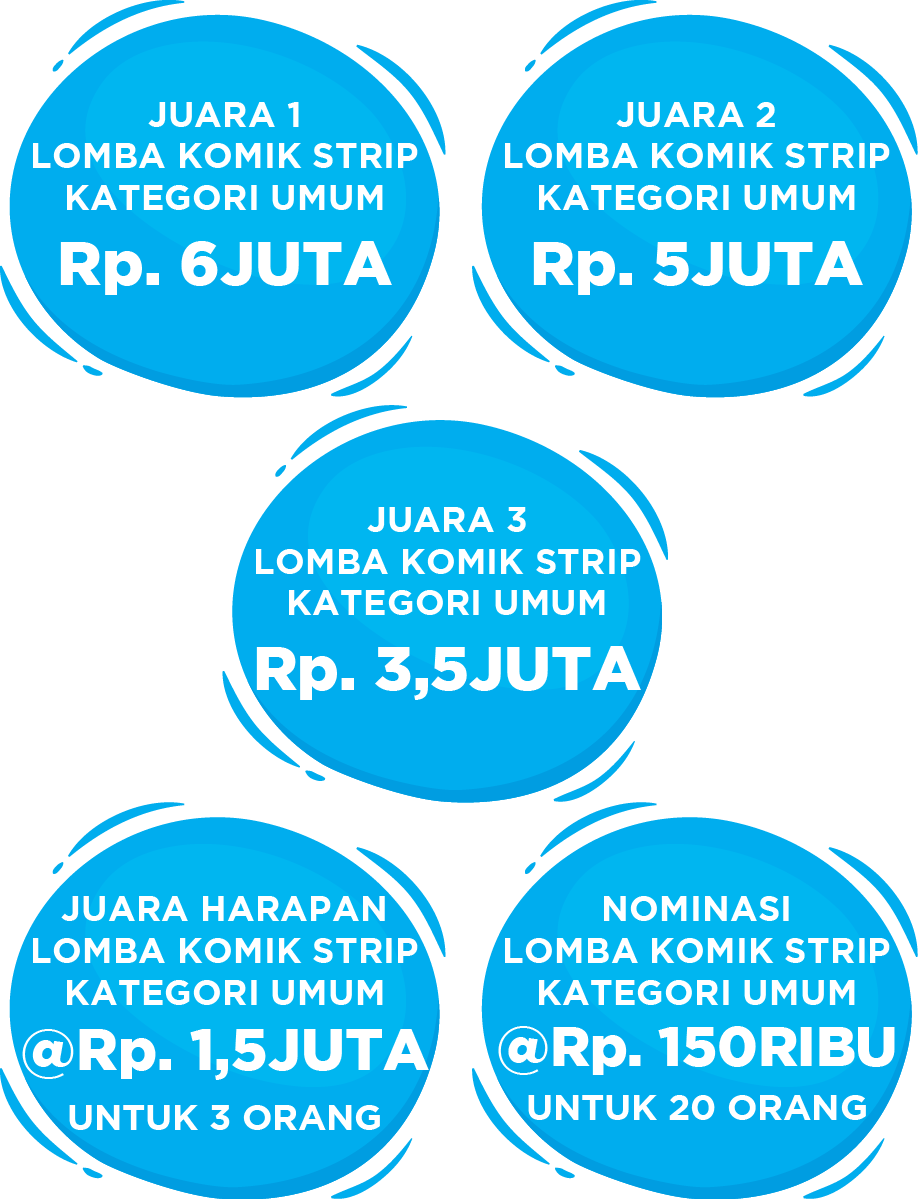 JUARA 1
LOMBA KOMIK STRIP
KATEGORI UMUM
Rp. 6JUTA
JUARA 2
LOMBA KOMIK STRIP
KATEGORI UMUM
Rp. 5JUTA
JUARA 3
LOMBA KOMIK STRIP
KATEGORI UMUM
Rp. 3,5JUTA
JUARA HARAPAN
LOMBA KOMIK STRIP
KATEGORI UMUM
@Rp. 1,5JUTA
UNTUK 3 ORANG
NOMINASI
LOMBA KOMIK STRIP
KATEGORI UMUM
@Rp. 150RIBU
UNTUK 20 ORANG